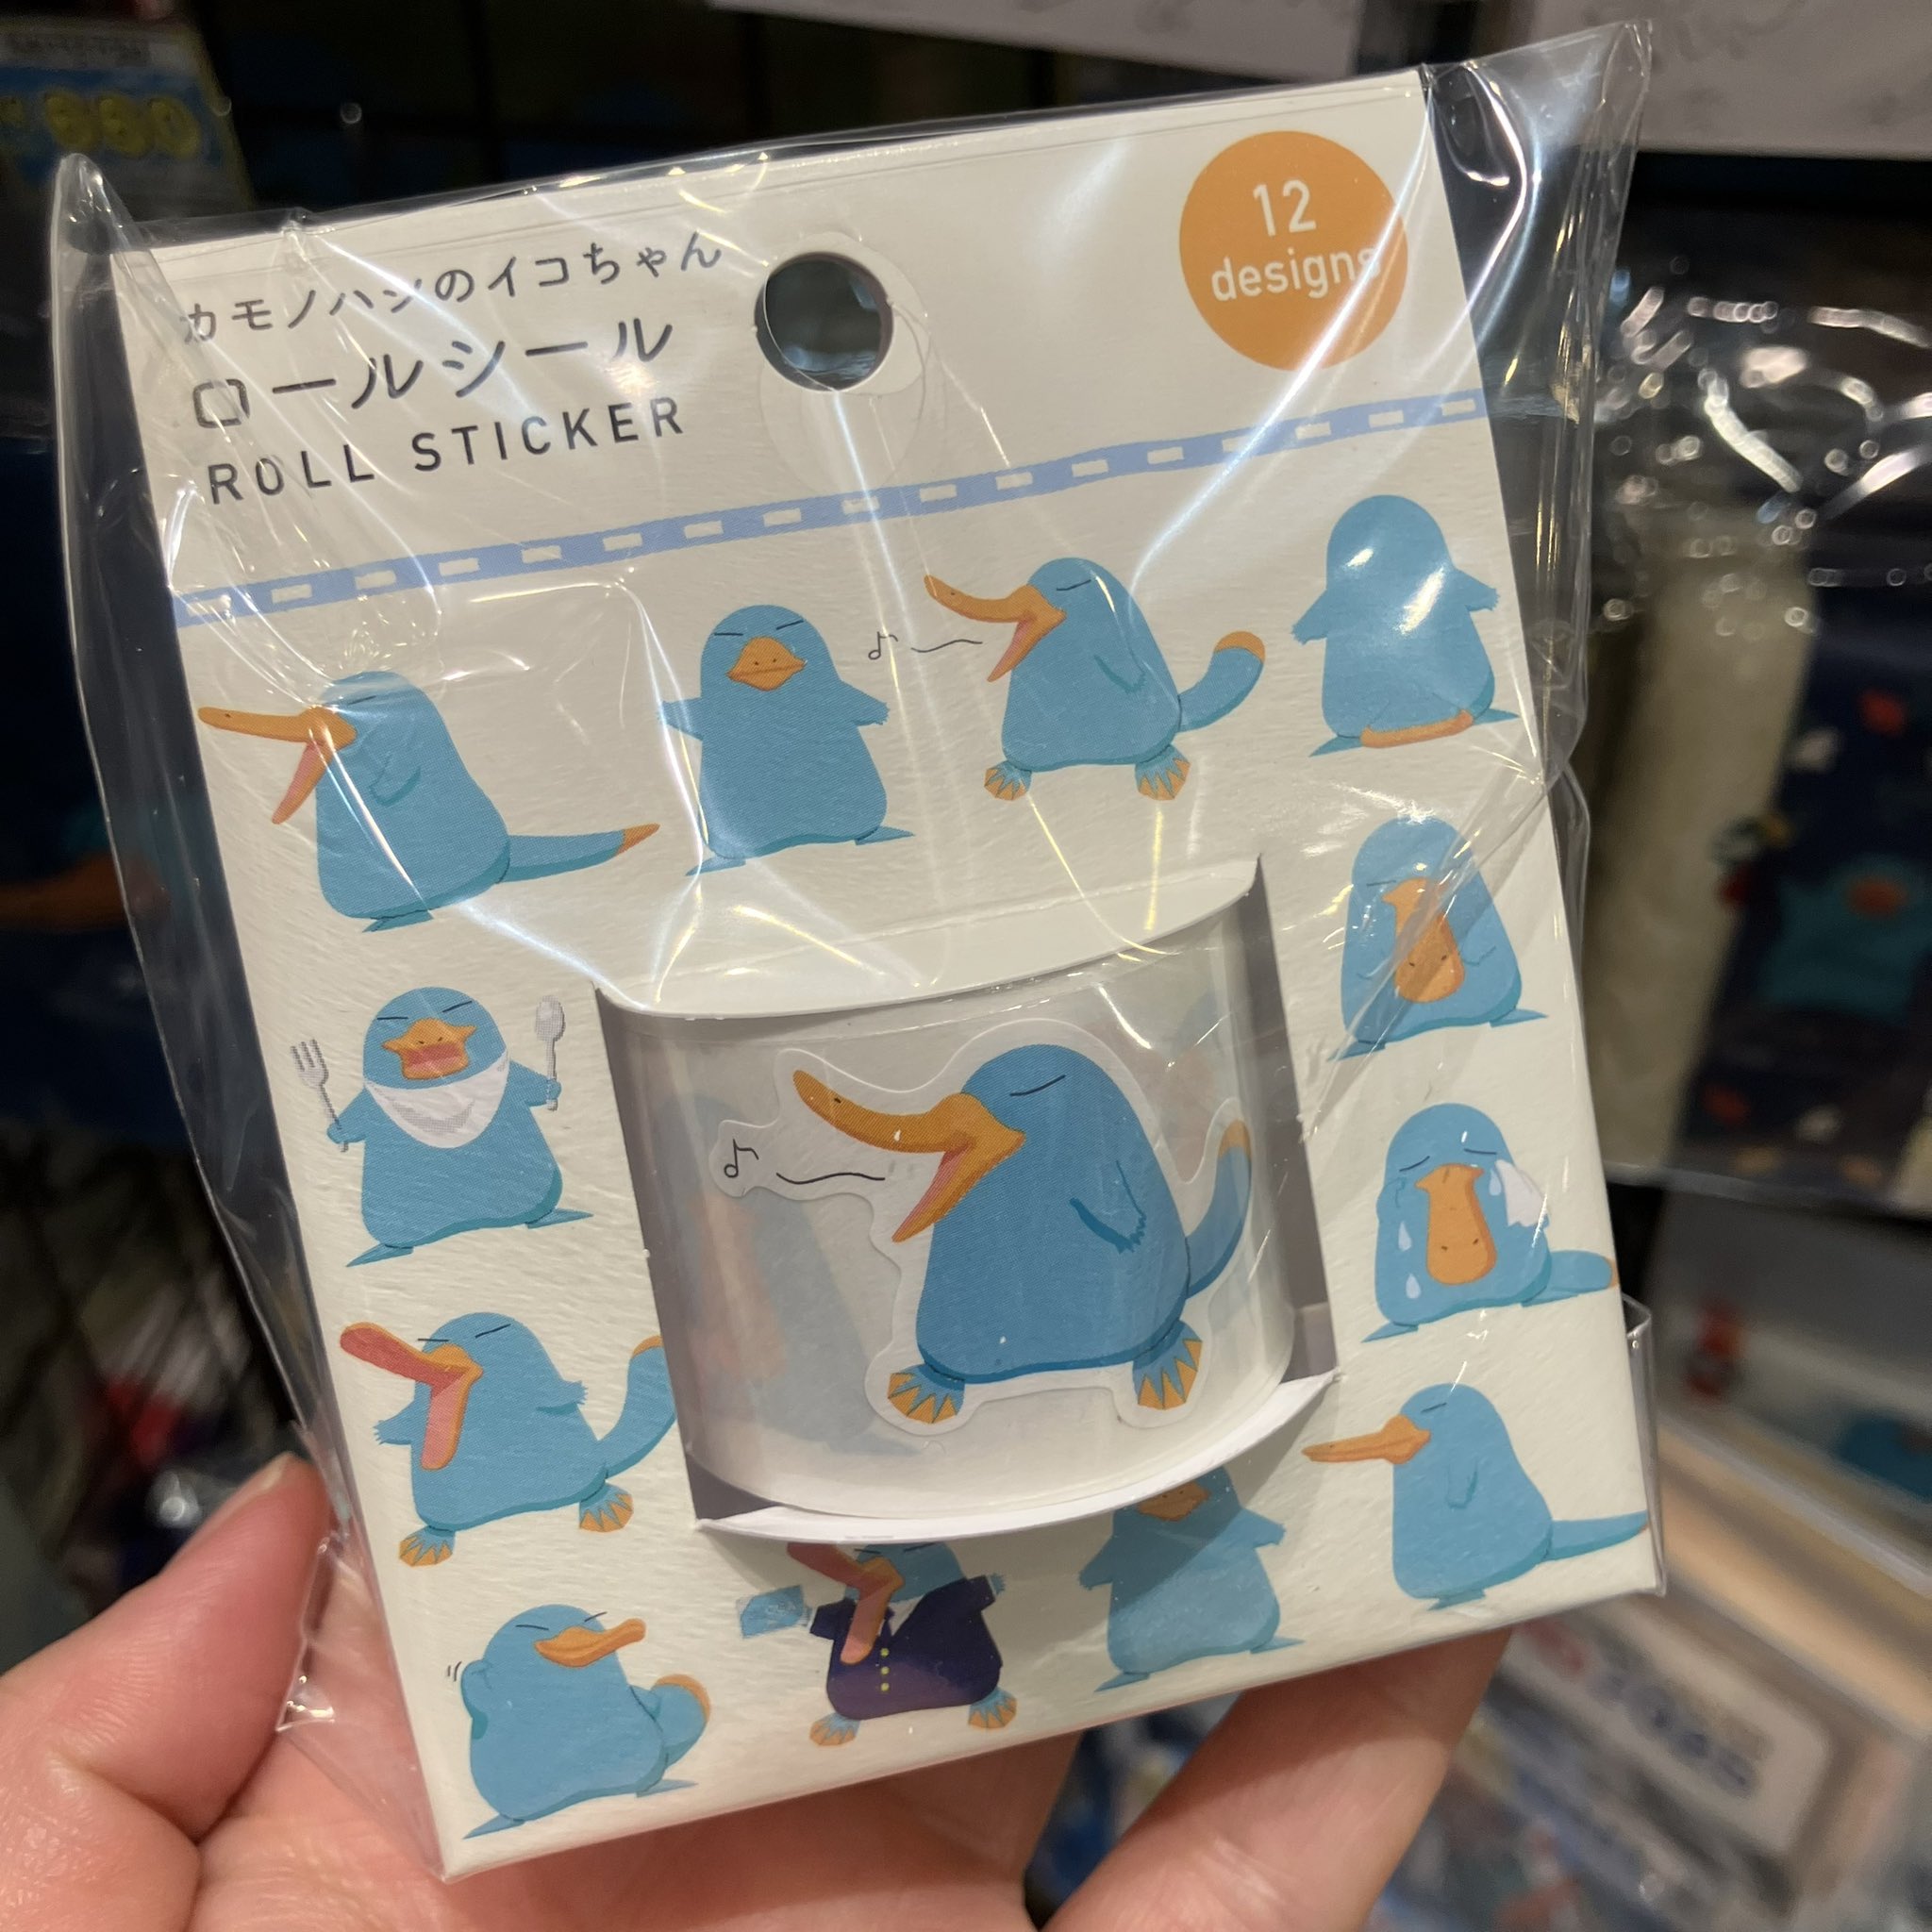 カモノハシのイコちゃん
ロールシール
ROLL STICKER
12
designs